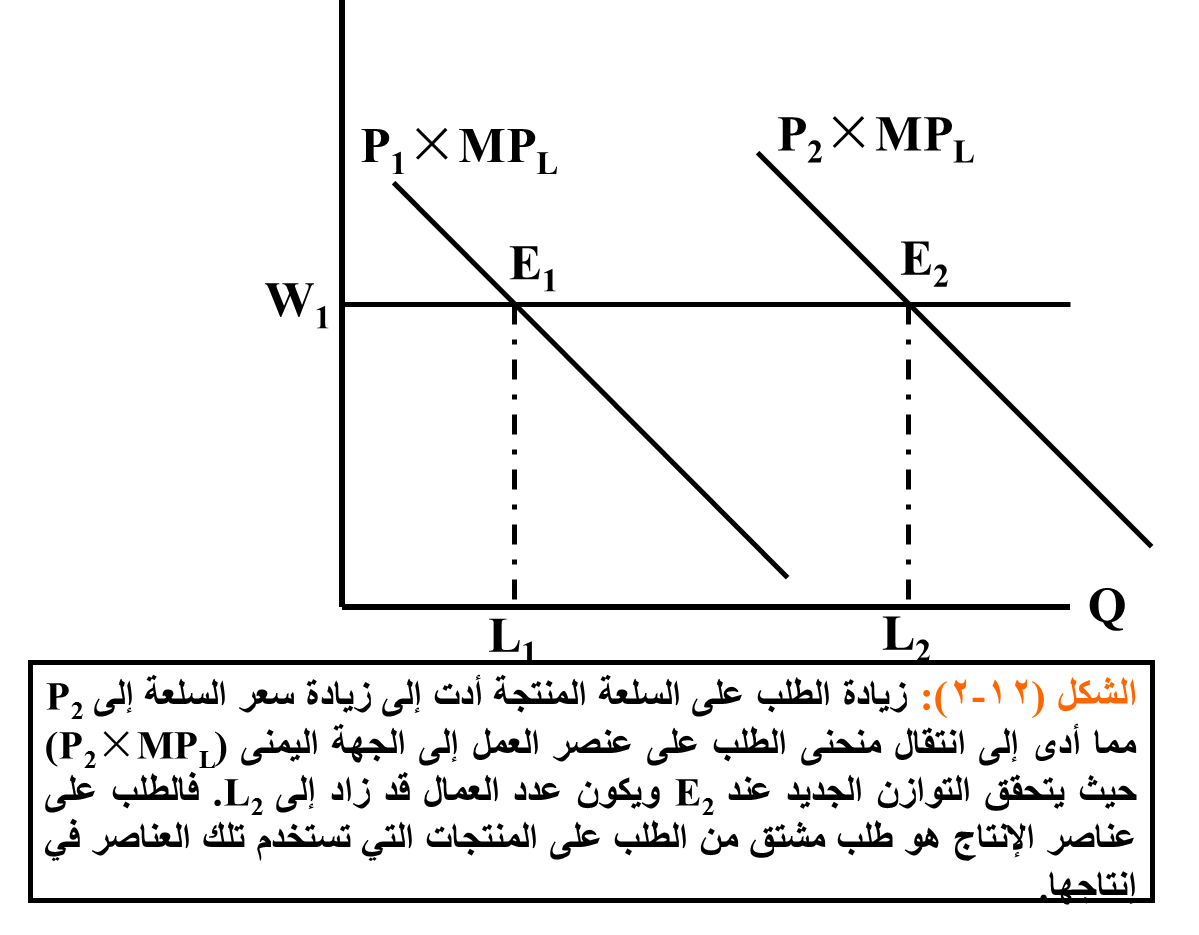 P₁×MP_L
P₂×MP_L
E₁
E₂
W₁
Q
L₁
L₂
الشكل (١٢-٢): زيادة الطلب على السلعة المنتجة أدت إلى زيادة سعر السلعة إلى P₂
مما أدى إلى انتقال منحنى الطلب على عنصر العمل إلى الجهة اليمنى (P₂×MP_L)
حيث يتحقق التوازن الجديد عند E₂ ويكون عدد العمال قد زاد إلى L₂. فالطلب على
عناصر الإنتاج هو طلب مشتق من الطلب على المنتجات التي تستخدم تلك العناصر في
إنتاجها.